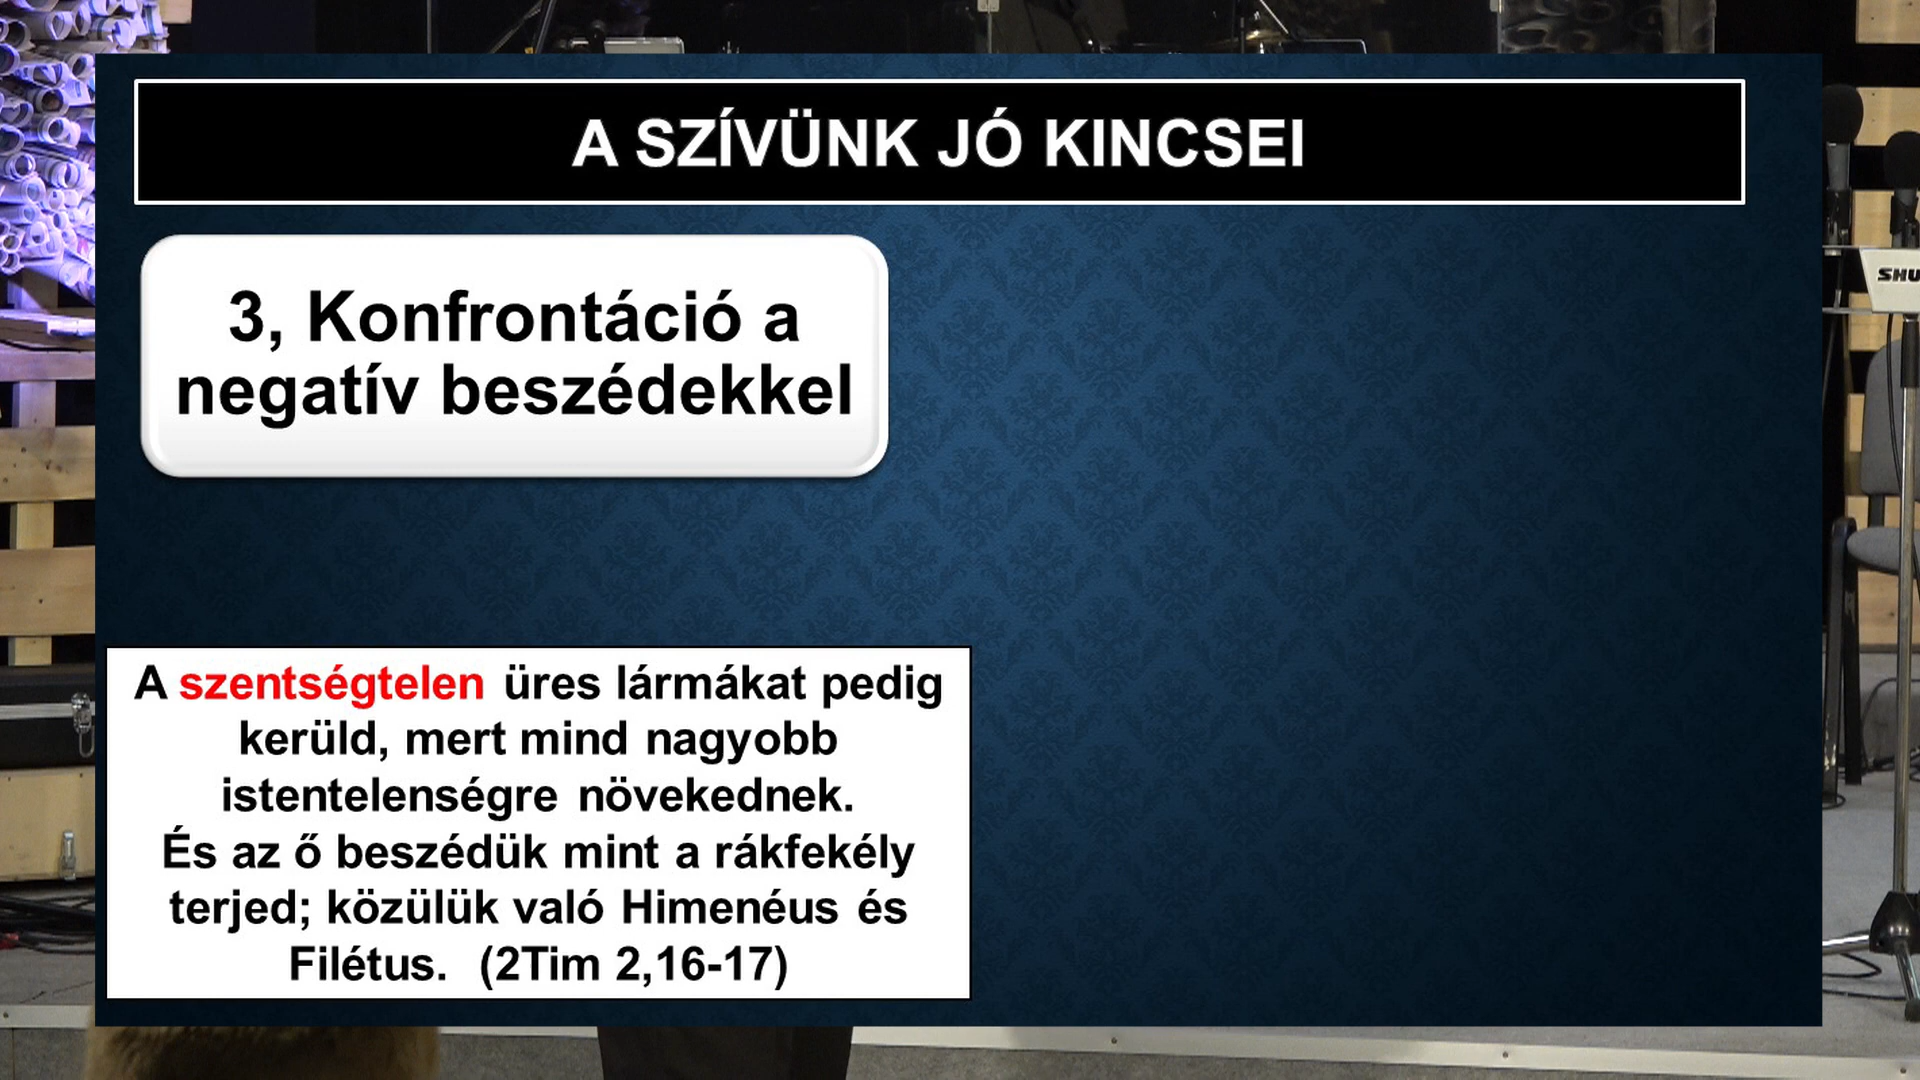 A SZÍVÜNK JÓ KINCSEI
3, Konfrontáció a
negatív beszédekkel
A szentségtelen üres lármákat pedig
kerüld, mert mind nagyobb
istentelenségre növekednek.
És az ő beszédük mint a rákfekély
terjed; közülük való Himenéus és
Filétus. (2Tim 2,16-17)
SHU